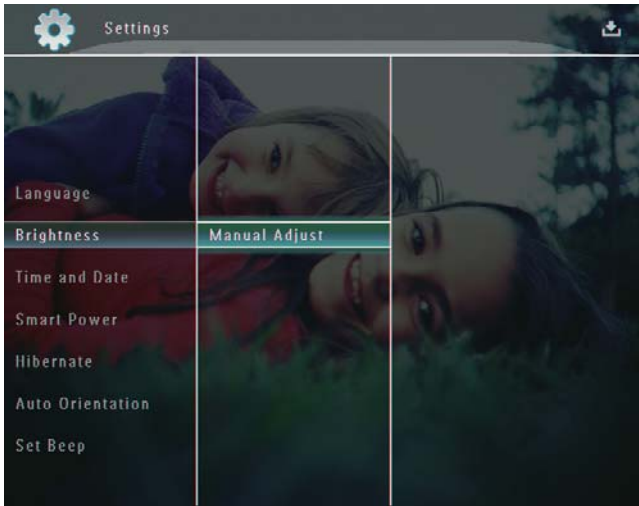 Settings
Language
Brightness
Manual Adjust
Time and Date
Smart Power
Hibernate
Auto Orientation
Set Beep